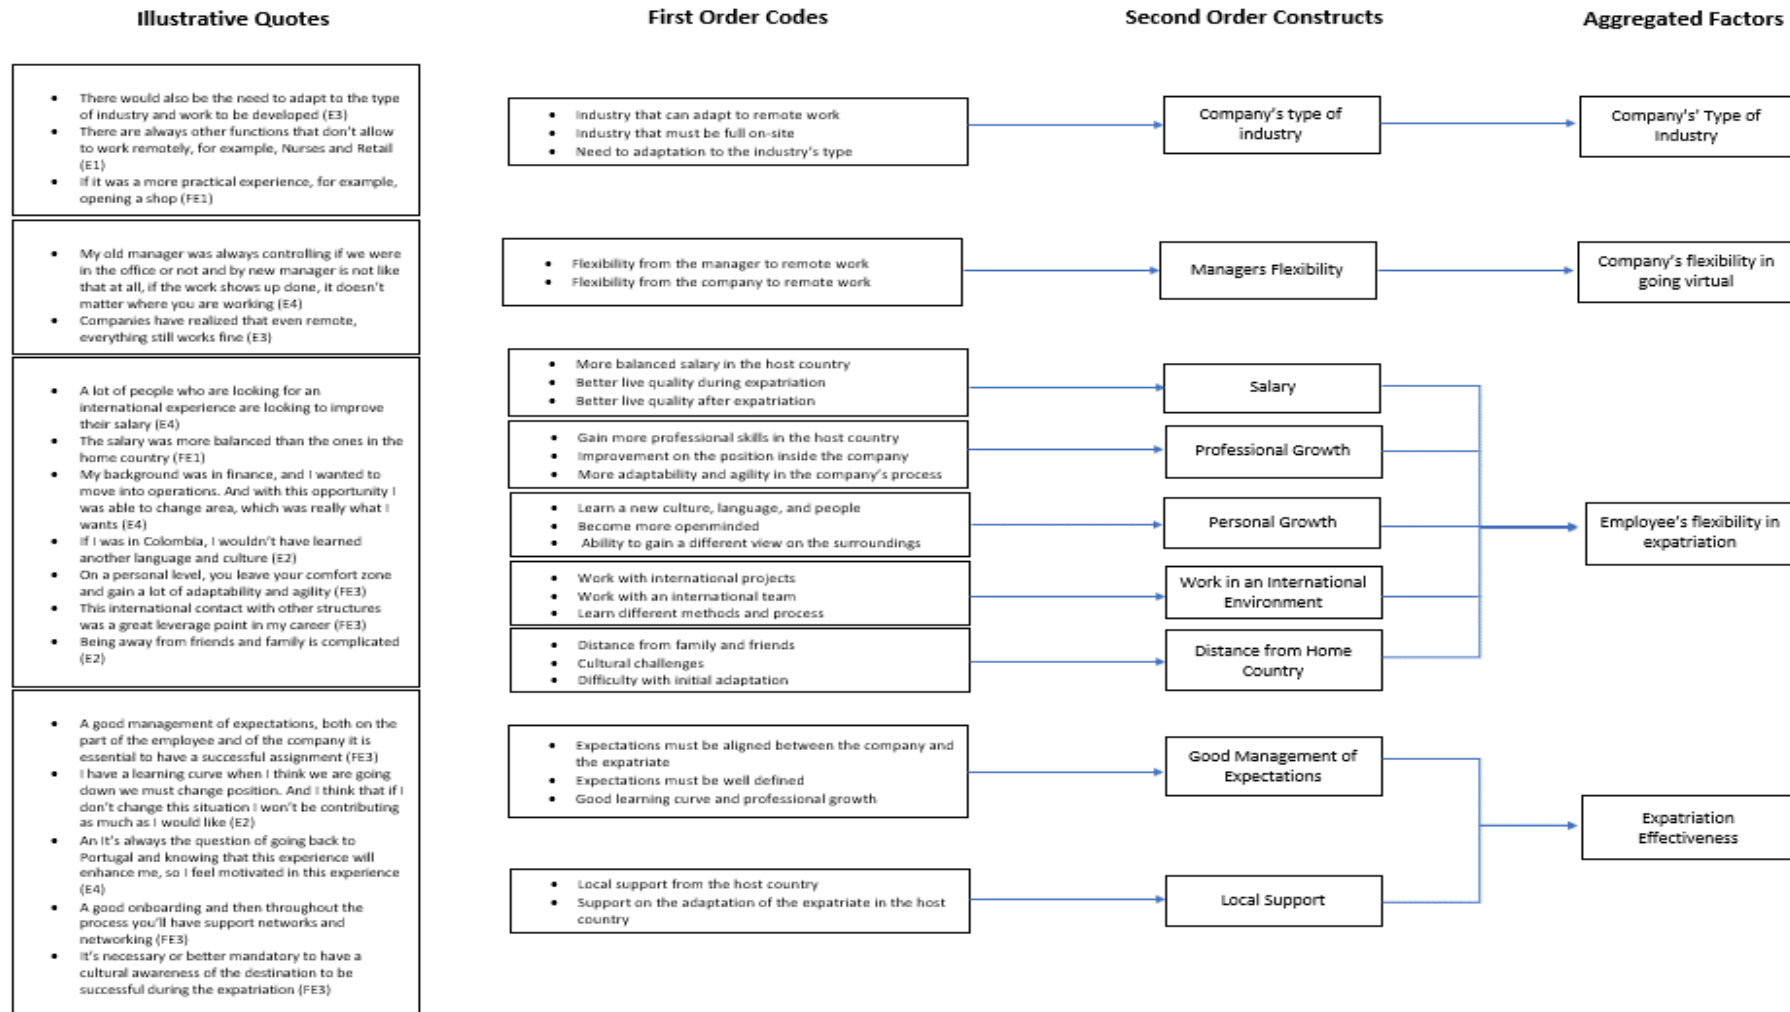 Illustrative Quotes
First Order Codes
Second Order Constructs
Aggregated Factors
• There would also be the need to adapt to the type
of industry and work to be developed (E3)
• There are always other functions that don't allow
to work remotely, for example, Nurses and Retail
(E1)
• If it was a more practical experience, for example,
opening a shop (FE1)
• Industry that can adapt to remote work
• Industry that must be full on-site
• Need to adaptation to the industry's type
Company's type of
industry
Company's' Type of
Industry
• My old manager was always controlling if we were
in the office or not and by new manager is not like
that at all, if the work shows up done, it doesn't
matter where you are working (E4)
• Companies have realized that even remote,
everything still works fine (E3)
• Flexibility from the manager to remote work
• Flexibility from the company to remote work
Managers Flexibility
Company's flexibility in
going virtual
• A lot of people who are looking for an
international experience are looking to improve
their salary (E4)
• The salary was more balanced than the ones in the
home country (FE1)
• My background was in finance, and I wanted to
move into operations. And with this opportunity I
was able to change area, which was really what I
wants (E4)
• If I was in Colombia, I wouldn't have learned
another language and culture (E2)
• On a personal level, you leave your comfort zone
and gain a lot of adaptability and agility (FE3)
• This international contact with other structures
was a great leverage point in my career (FE3)
• Being away from friends and family is complicated
(E2)
• More balanced salary in the host country
• Better live quality during expatriation
• Better live quality after expatriation
Salary
• Gain more professional skills in the host country
• Improvement on the position inside the company
• More adaptability and agility in the company's process
Professional Growth
• Learn a new culture, language, and people
• Become more openminded
• Ability to gain a different view on the surroundings
Personal Growth
• Work with international projects
• Work with an international team
• Learn different methods and process
Work in an International
Environment
• Distance from family and friends
• Cultural challenges
• Difficulty with initial adaptation
Distance from Home
Country
Employee's flexibility in
expatriation
• A good management of expectations, both on the
part of the employee and of the company it is
essential to have a successful assignment (FE3)
• I have a learning curve when I think we are going
down we must change position. And I think that if I
don't change this situation I won't be contributing
as much as I would like (E2)
• An It's always the question of going back to
Portugal and knowing that this experience will
enhance me, so I feel motivated in this experience
(E4)
• A good onboarding and then throughout the
process you'll have support networks and
networking (FE3)
• It's necessary or better mandatory to have a
cultural awareness of the destination to be
successful during the expatriation (FE3)
• Expectations must be aligned between the company and
the expatriate
• Expectations must be well defined
• Good learning curve and professional growth
Good Management of
Expectations
• Local support from the host country
• Support on the adaptation of the expatriate in the host
country
Local Support
Expatriation
Effectiveness